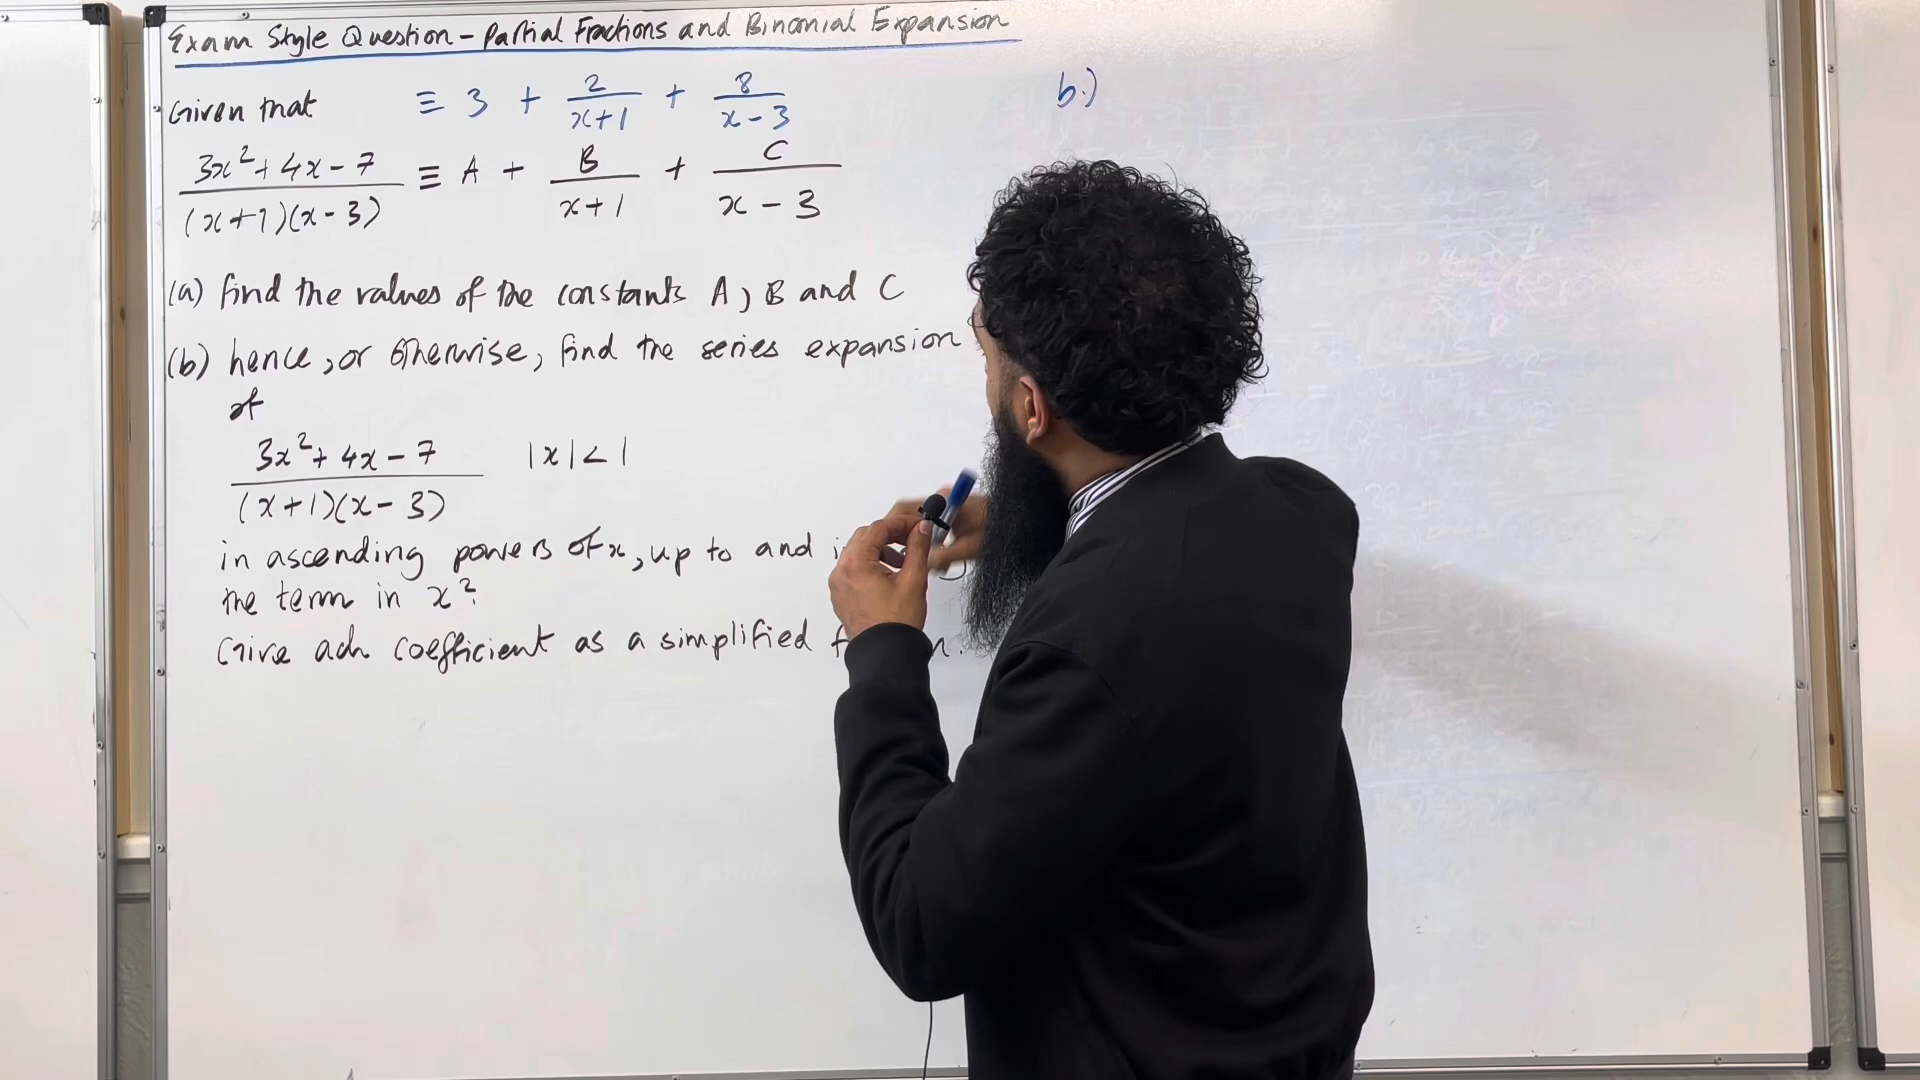 Exam Style Question - Partial Fractions and Binomial Expansion
Given that ≡ 3 + 2/(x+1) + 8/(x-3)
(3x²+4x-7)/((x+1)(x-3)) ≡ A + B/(x+1) + C/(x-3)
(a) find the values of the constants A, B and C
(b) hence, or otherwise, find the series expansion
of
(3x²+4x-7)/((x+1)(x-3)) |x|<1
in ascending powers of x, up to and
the term in x².
Give each coefficient as a simplified
b.)